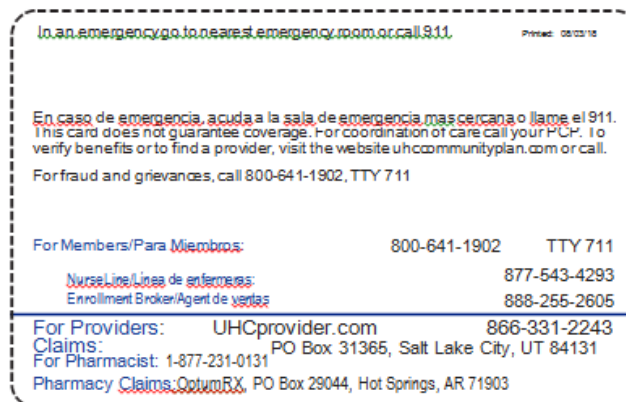 In an emergency go to nearest emergency room or call 911. Printed: 08/03/18
En caso de emergencia, acuda a la sala de emergencia mas cercana o llame el 911.
This card does not guarantee coverage. For coordination of care call your PCP. To
verify benefits or to find a provider, visit the website uhccommunityplan.com or call.
For fraud and grievances, call 800-641-1902, TTY 711
For Members/Para Miembros: 800-641-1902 TTY 711
NurseLine/Línea de enfermeras: 877-543-4293
Enrollment Broker/Agent de ventas 888-255-2605
For Providers: UHCprovider.com 866-331-2243
Claims: PO Box 31365, Salt Lake City, UT 84131
For Pharmacist: 1-877-231-0131
Pharmacy Claims:OptumRX, PO Box 29044, Hot Springs, AR 71903